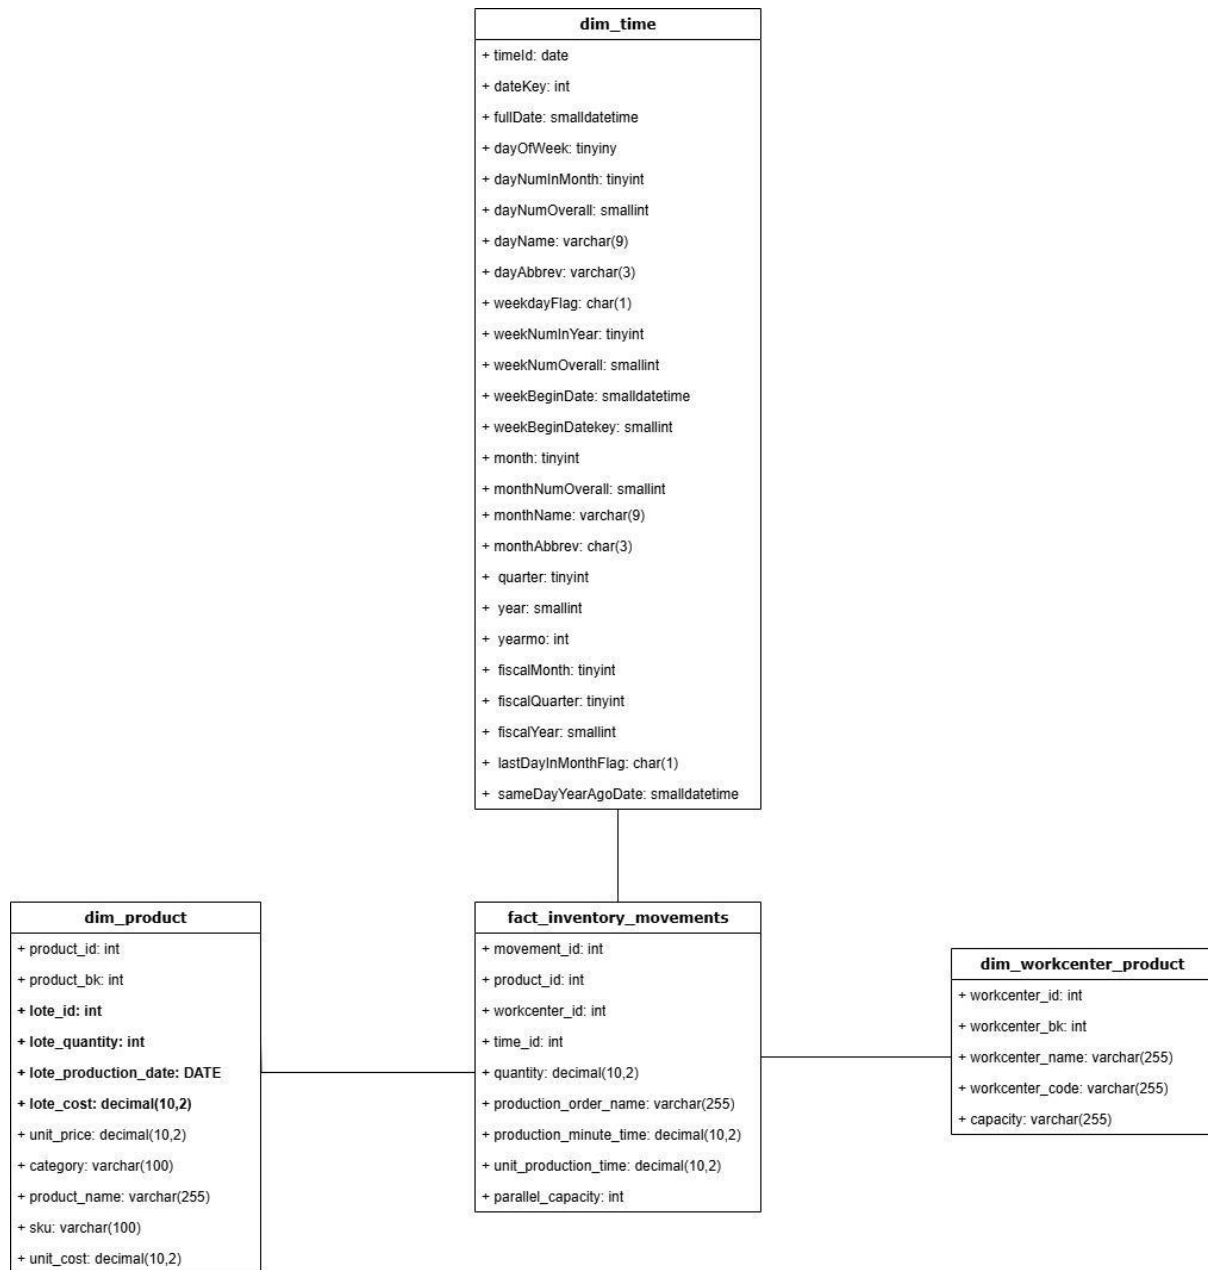 dim_time
+ timeId: date
+ dateKey: int
+ fullDate: smalldatetime
+ dayOfWeek: tinyiny
+ dayNumInMonth: tinyint
+ dayNumOverall: smallint
+ dayName: varchar(9)
+ dayAbbrev: varchar(3)
+ weekdayFlag: char(1)
+ weekNumInYear: tinyint
+ weekNumOverall: smallint
+ weekBeginDate: smalldatetime
+ weekBeginDatekey: smallint
+ month: tinyint
+ monthNumOverall: smallint
+ monthName: varchar(9)
+ monthAbbrev: char(3)
+ quarter: tinyint
+ year: smallint
+ yearmo: int
+ fiscalMonth: tinyint
+ fiscalQuarter: tinyint
+ fiscalYear: smallint
+ lastDayInMonthFlag: char(1)
+ sameDayYearAgoDate: smalldatetime
dim_product
+ product_id: int
+ product_bk: int
+ lote_id: int
+ lote_quantity: int
+ lote_production_date: DATE
+ lote_cost: decimal(10,2)
+ unit_price: decimal(10,2)
+ category: varchar(100)
+ product_name: varchar(255)
+ sku: varchar(100)
+ unit_cost: decimal(10,2)
fact_inventory_movements
+ movement_id: int
+ product_id: int
+ workcenter_id: int
+ time_id: int
+ quantity: decimal(10,2)
+ production_order_name: varchar(255)
+ production_minute_time: decimal(10,2)
+ unit_production_time: decimal(10,2)
+ parallel_capacity: int
dim_workcenter_product
+ workcenter_id: int
+ workcenter_bk: int
+ workcenter_name: varchar(255)
+ workcenter_code: varchar(255)
+ capacity: varchar(255)